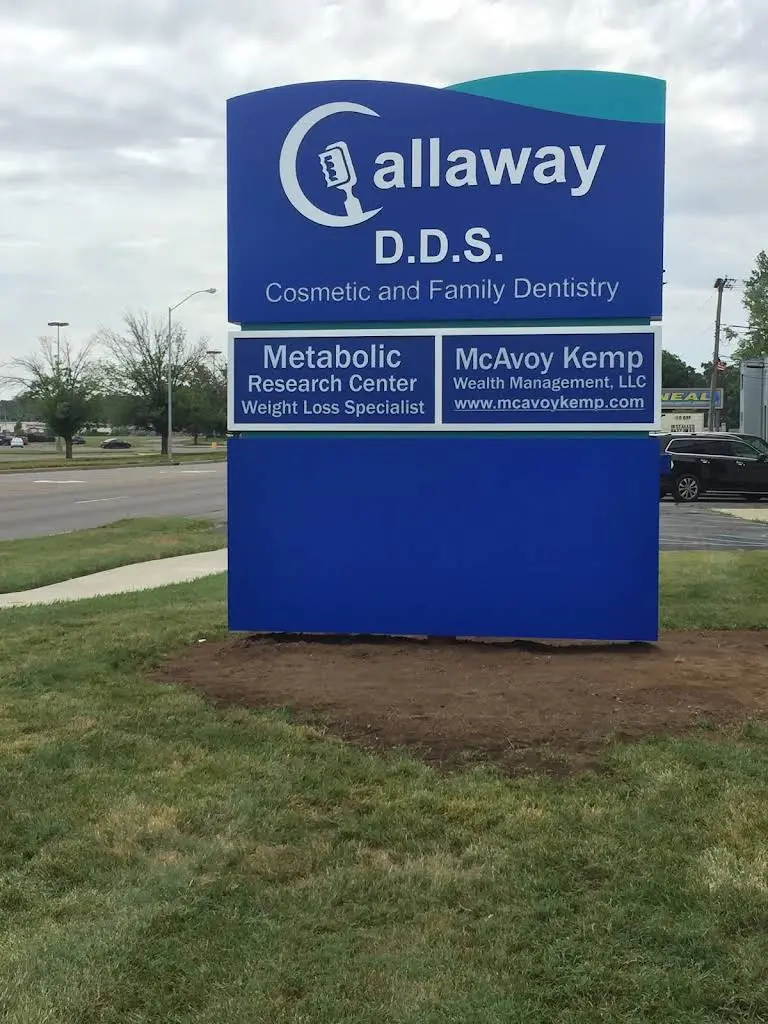 Callaway
D.D.S.
Cosmetic and Family Dentistry
Metabolic
Research Center
Weight Loss Specialist
McAvoy Kemp
Wealth Management, LLC
www.mcavoykemp.com
NEAL